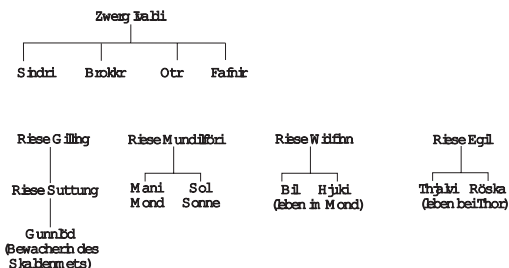 Zwerg Ivaldi
Sindri Brokkr Otr Fafnir
Riese Gilling Riese Mundilföri Riese Widfinn Riese Egil
Mani Sol Bil Hjuki Thjalvi Röska
Mond Sonne (leben im Mond) (leben bei Thor)
Riese Suttung
Gunnlöd
(Bewacherin des
Skaldenmets)